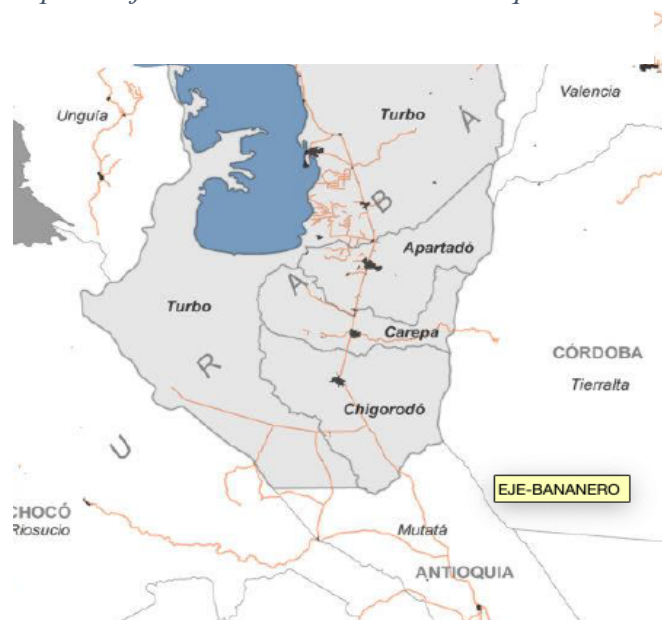 Unguía
Turbo
Valencia
Á
B
Apartadó
A
Turbo
Carepa
R
CÓRDOBA
Tierralta
Chigorodó
U
EJE-BANANERO
CHOCÓ
Riosucio
Mutatá
ANTIOQUIA